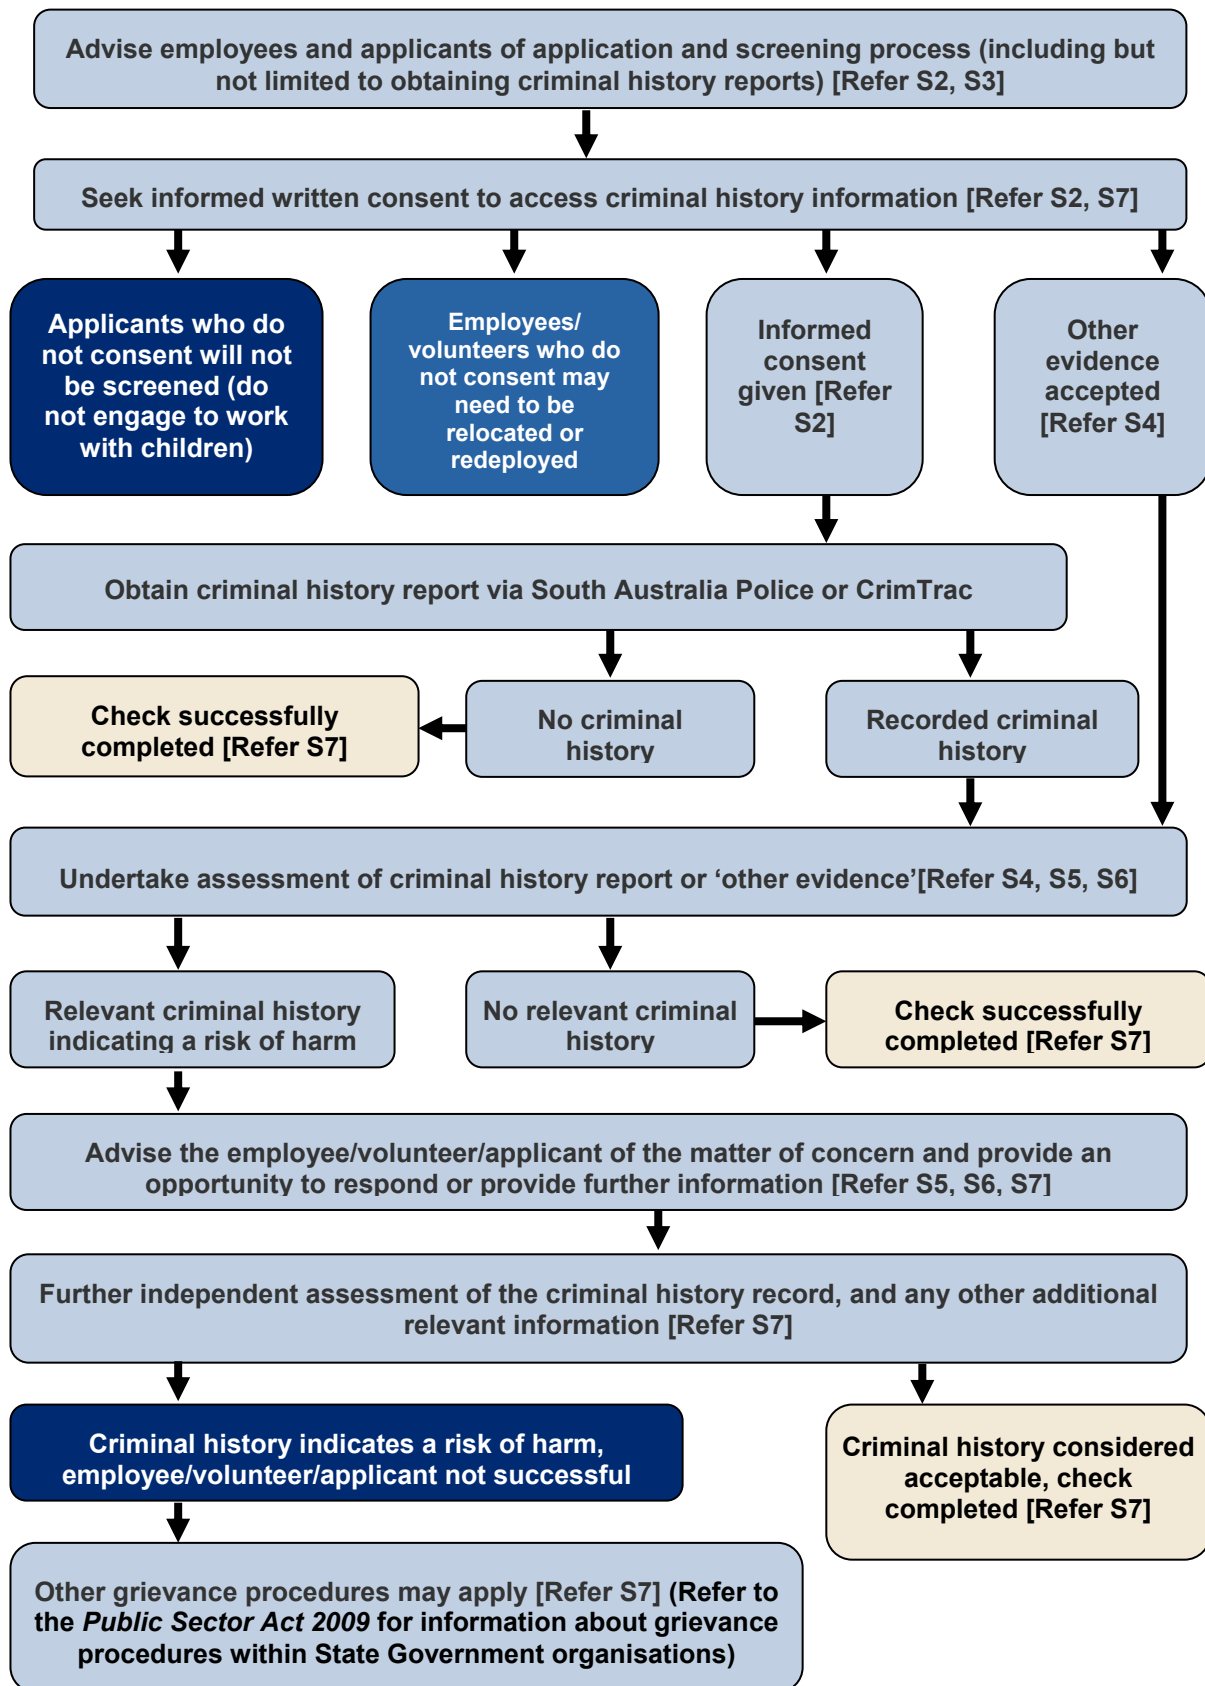 Advise employees and applicants of application and screening process (including but
not limited to obtaining criminal history reports) [Refer S2, S3]
Seek informed written consent to access criminal history information [Refer S2, S7]
Applicants who do
not consent will not
be screened (do
not engage to work
with children)
Employees/
volunteers who do
not consent may
need to be
relocated or
redeployed
Informed
consent
given [Refer
S2]
Other
evidence
accepted
[Refer S4]
Obtain criminal history report via South Australia Police or CrimTrac
Check successfully
completed [Refer S7]
No criminal
history
Recorded criminal
history
Undertake assessment of criminal history report or ‘other evidence’[Refer S4, S5, S6]
Relevant criminal history
indicating a risk of harm
No relevant criminal
history
Check successfully
completed [Refer S7]
Advise the employee/volunteer/applicant of the matter of concern and provide an
opportunity to respond or provide further information [Refer S5, S6, S7]
Further independent assessment of the criminal history record, and any other additional
relevant information [Refer S7]
Criminal history indicates a risk of harm,
employee/volunteer/applicant not successful
Criminal history considered
acceptable, check
completed [Refer S7]
Other grievance procedures may apply [Refer S7] (Refer to
the Public Sector Act 2009 for information about grievance
procedures within State Government organisations)